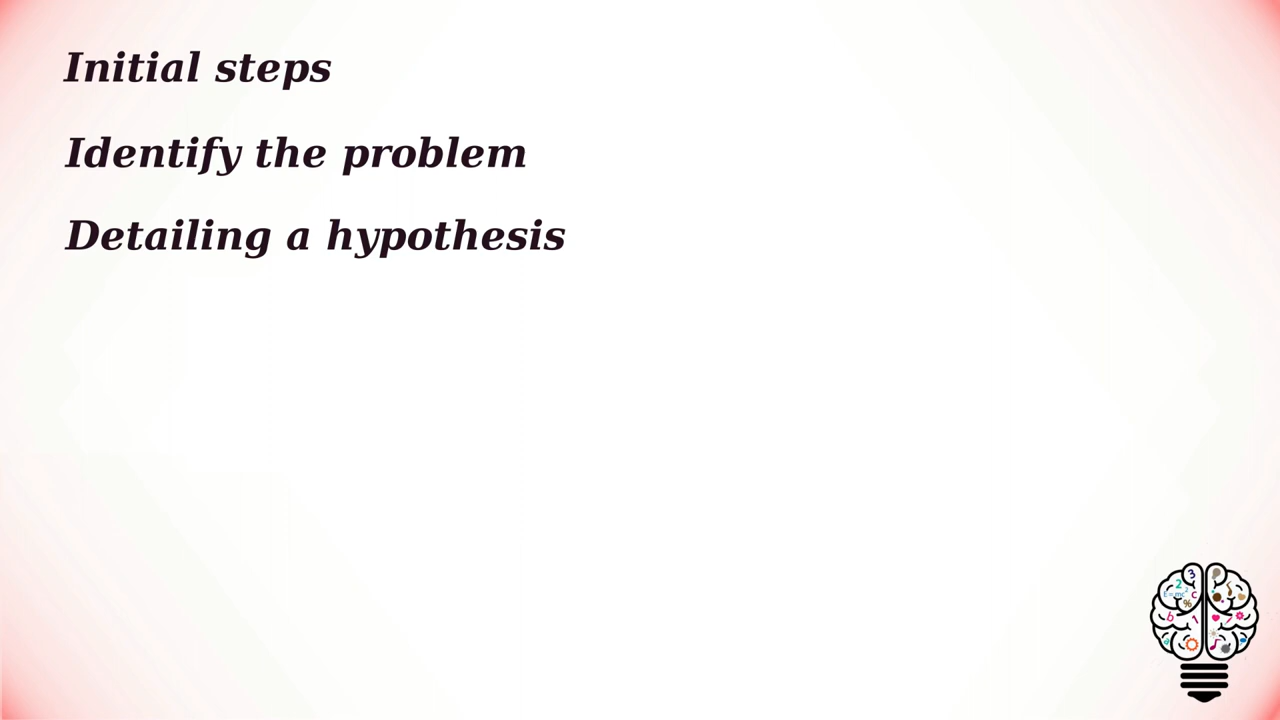 Initial steps
Identify the problem
Detailing a hypothesis